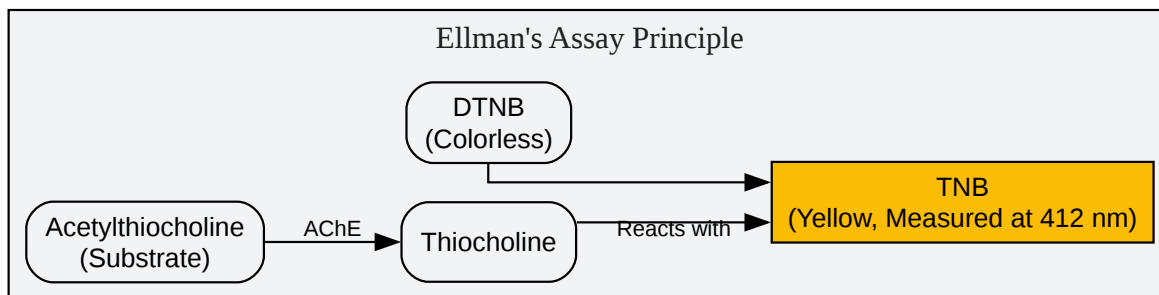 Ellman's Assay Principle
DTNB
(Colorless)
TNB
(Yellow, Measured at 412 nm)
Acetylthiocholine
(Substrate)
AChE
Thiocholine
Reacts with